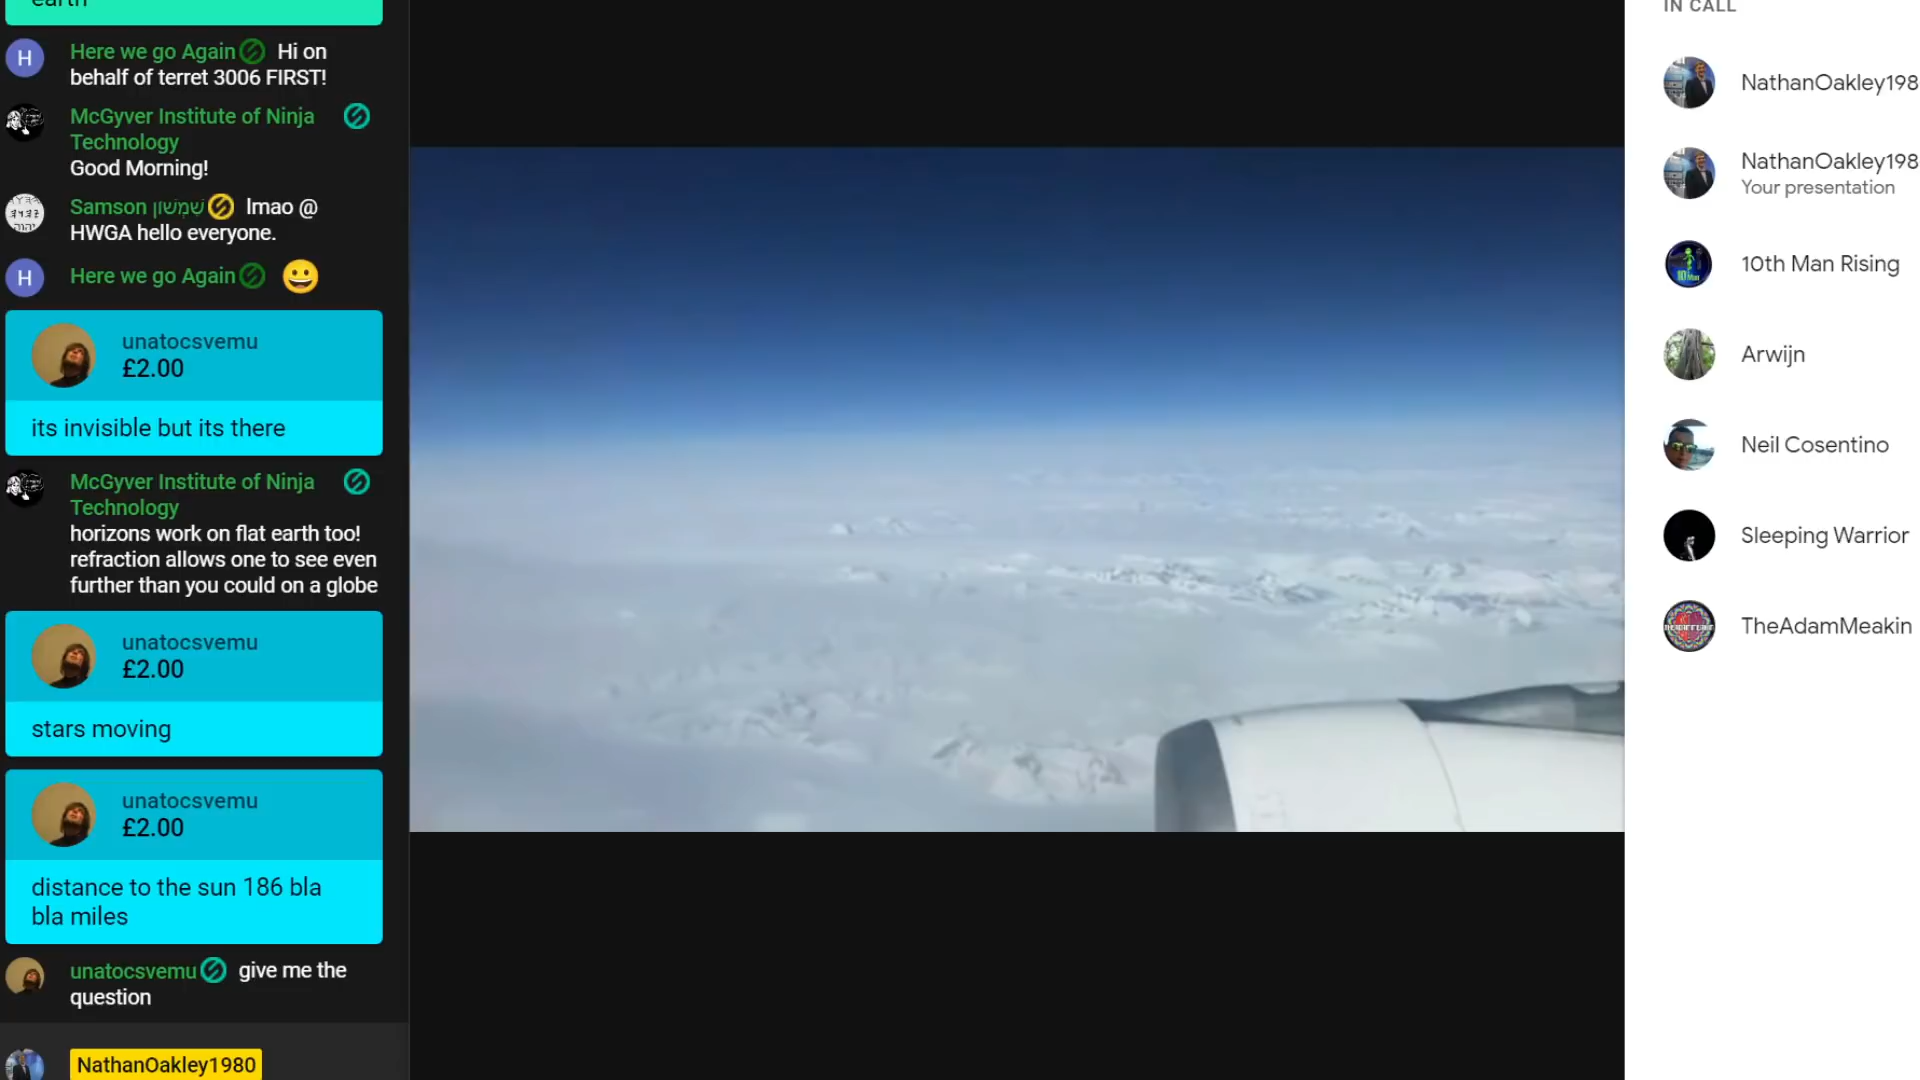 earth
Here we go Again Hi on
behalf of terret 3006 FIRST!
McGyver Institute of Ninja
Technology
Good Morning!
Samson שִׁמְשׁוֹן lmao @
HWGA hello everyone.
Here we go Again 😀
unatocsvemu
£2.00
its invisible but its there
McGyver Institute of Ninja
Technology
horizons work on flat earth too!
refraction allows one to see even
further than you could on a globe
unatocsvemu
£2.00
stars moving
unatocsvemu
£2.00
distance to the sun 186 bla
bla miles
unatocsvemu give me the
question
NathanOakley1980
IN CALL
NathanOakley198
NathanOakley198
Your presentation
10th Man Rising
Arwijn
Neil Cosentino
Sleeping Warrior
TheAdamMeakin
H
H